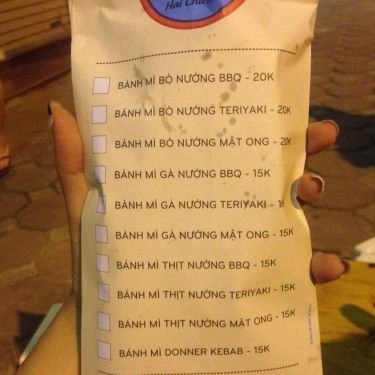 BÁNH MÌ BÒ NƯỚNG BBQ - 20K
BÁNH MÌ BÒ NƯỚNG TERIYAKI - 20K
BÁNH MÌ BÒ NƯỚNG MẬT ONG - 20K
BÁNH MÌ GÀ NƯỚNG BBQ - 15K
BÁNH MÌ GÀ NƯỚNG TERIYAKI - 1
BÁNH MÌ GÀ NƯỚNG MẬT ONG - 15K
BÁNH MÌ THỊT NƯỚNG BBQ - 15K
BÁNH MÌ THỊT NƯỚNG TERIYAKI - 15K
BÁNH MÌ THỊT NƯỚNG MẬT ONG - 15K
BÁNH MÌ DONNER KEBAB - 15K